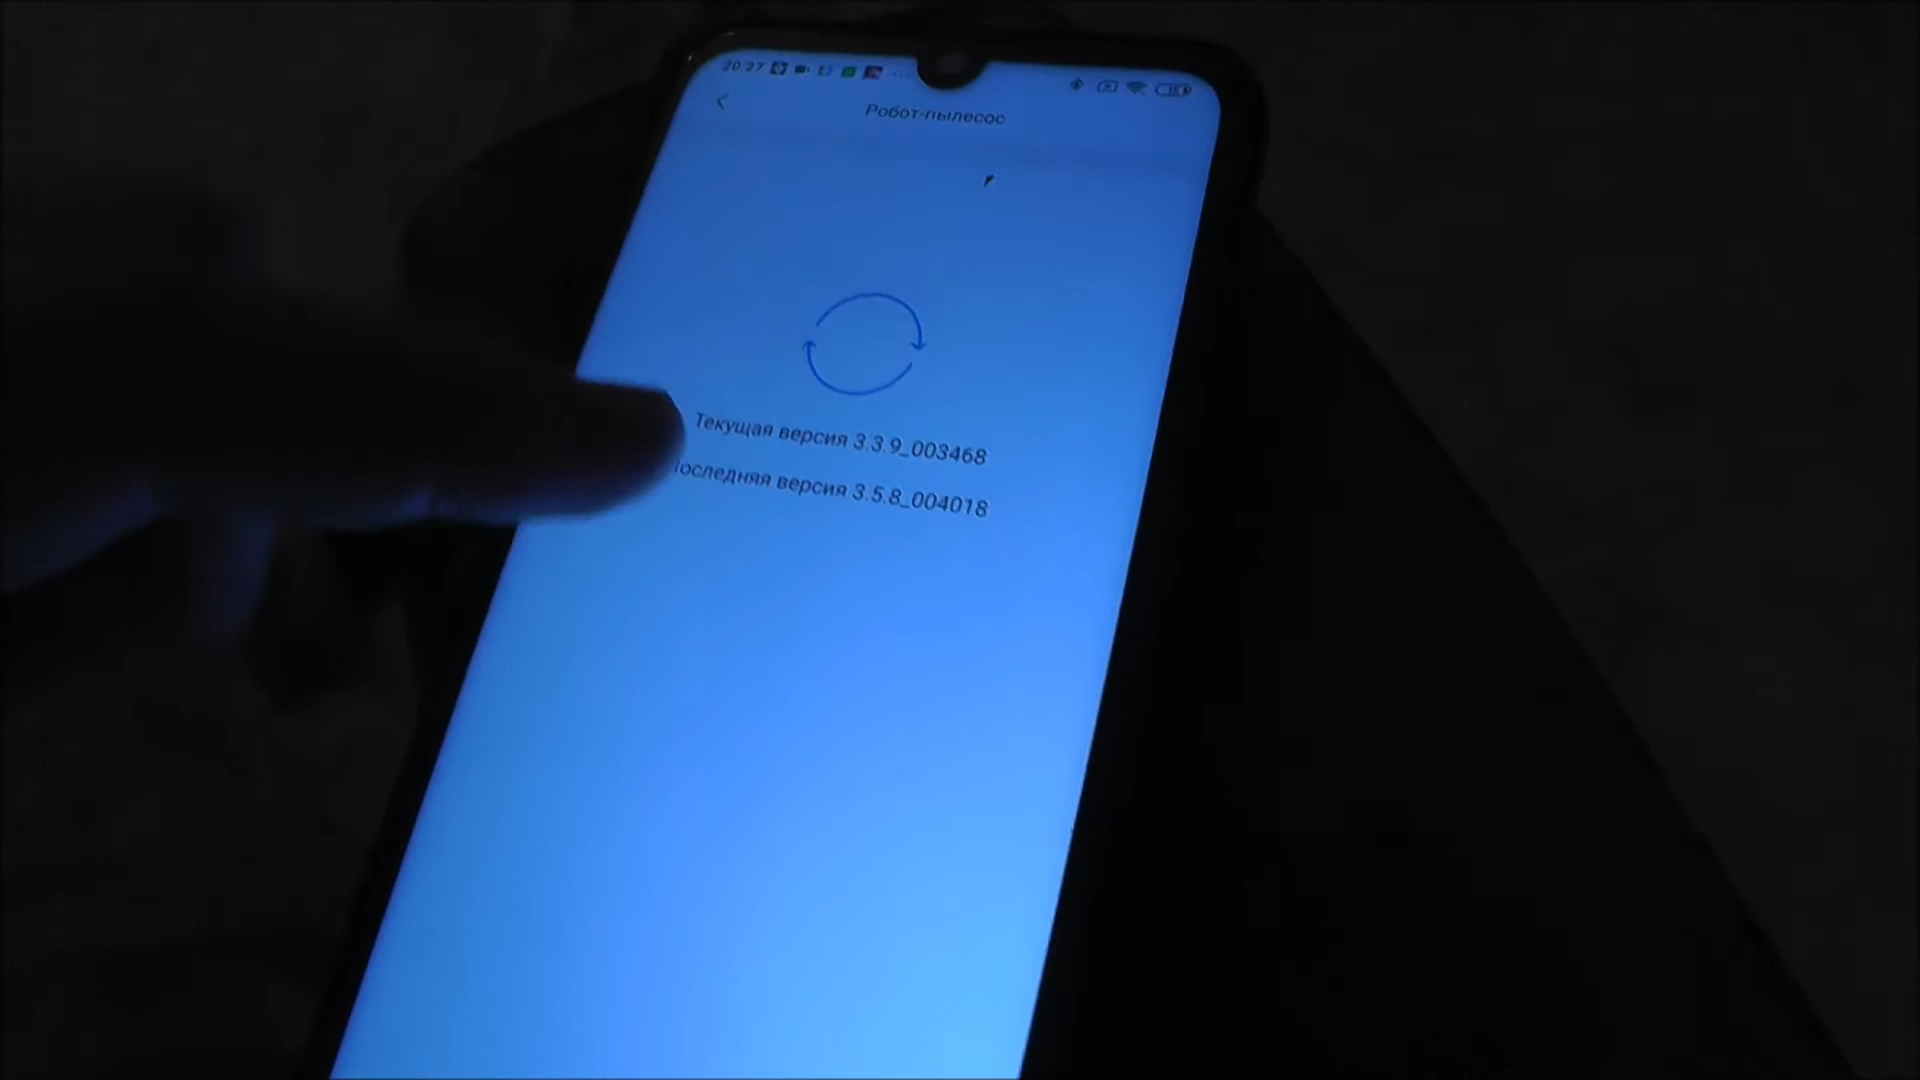 20:27
Робот-пылесос
Текущая версия 3.3.9_003468
последняя версия 3.5.8_004018